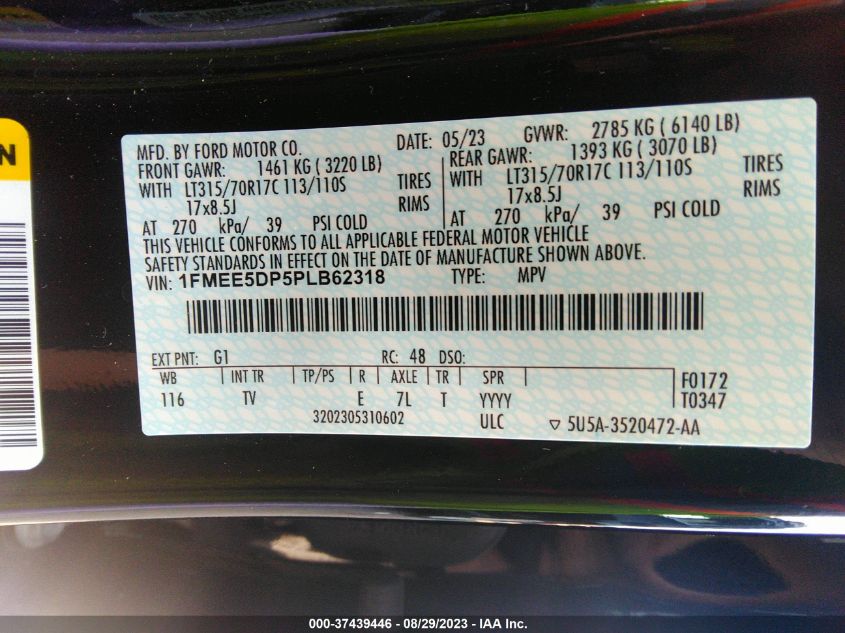 N
MFD. BY FORD MOTOR CO. DATE: 05/23 GVWR: 2785 KG ( 6140 LB)
FRONT GAWR: 1461 KG ( 3220 LB) REAR GAWR: 1393 KG ( 3070 LB)
WITH LT315/70R17C 113/110S TIRES WITH LT315/70R17C 113/110S TIRES
17x8.5J RIMS 17x8.5J RIMS
AT 270 kPa/ 39 PSI COLD AT 270 kPa/ 39 PSI COLD
THIS VEHICLE CONFORMS TO ALL APPLICABLE FEDERAL MOTOR VEHICLE
SAFETY STANDARDS IN EFFECT ON THE DATE OF MANUFACTURE SHOWN ABOVE.
VIN: 1FMEE5DP5PLB62318 TYPE: MPV
EXT PNT: G1 RC: 48 DSO:
WB INT TR TP/PS R AXLE TR SPR F0172
116 TV E 7L T YYYY T0347
3202305310602 ULC ▽ 5U5A-3520472-AA
000-37439446 - 08/29/2023 - IAA Inc.